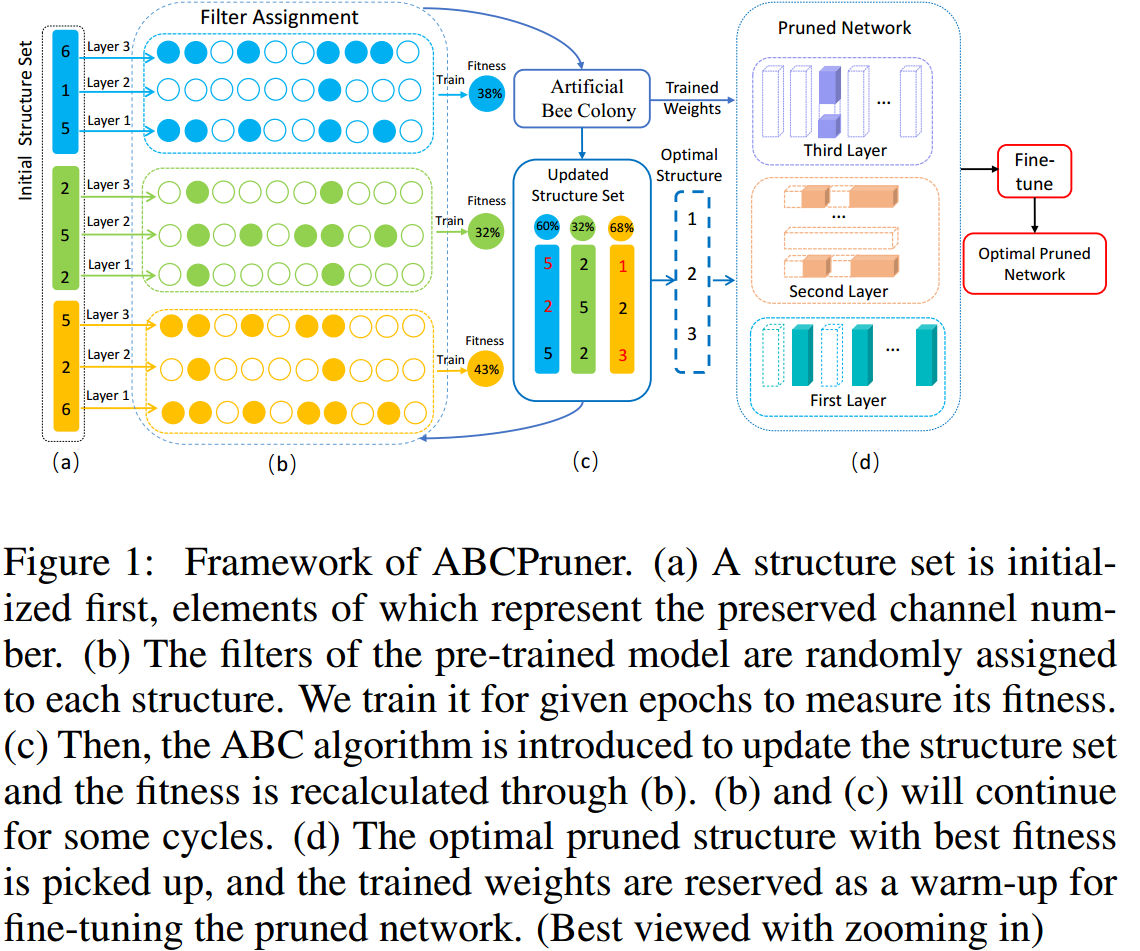 Filter Assignment
Initial Structure Set
6
1
5
2
5
2
5
2
6
Layer 3
Layer 2
Layer 1
Layer 3
Layer 2
Layer 1
Layer 3
Layer 2
Layer 1
Train
Fitness
38%
Train
Fitness
32%
Train
Fitness
43%
Artificial
Bee Colony
Trained
Weights
Updated
Structure Set
60% 32% 68%
5 2 1
2 5 2
5 2 3
Optimal
Structure
1
2
3
Pruned Network
...
Third Layer
...
Second Layer
...
First Layer
Fine-
tune
Optimal Pruned
Network
(a) (b) (c) (d)
Figure 1: Framework of ABCPruner. (a) A structure set is initial-
ized first, elements of which represent the preserved channel num-
ber. (b) The filters of the pre-trained model are randomly assigned
to each structure. We train it for given epochs to measure its fitness.
(c) Then, the ABC algorithm is introduced to update the structure set
and the fitness is recalculated through (b). (b) and (c) will continue
for some cycles. (d) The optimal pruned structure with best fitness
is picked up, and the trained weights are reserved as a warm-up for
fine-tuning the pruned network. (Best viewed with zooming in)